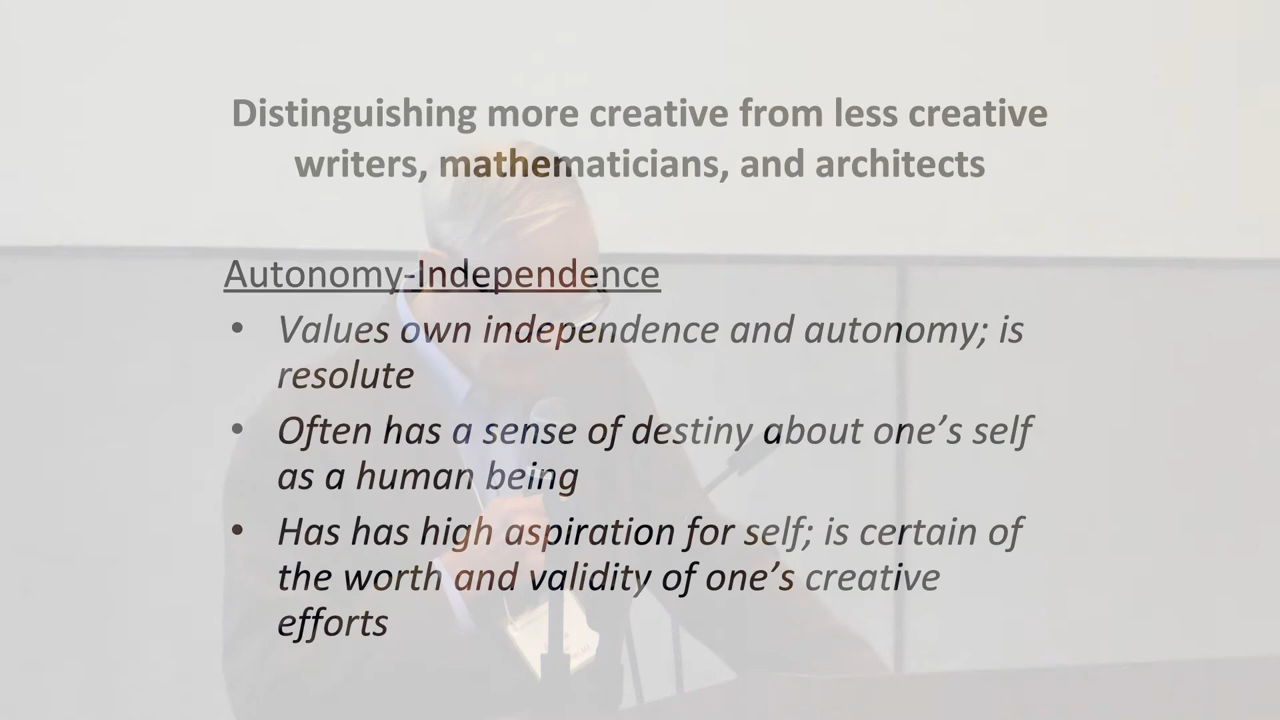 Distinguishing more creative from less creative
writers, mathematicians, and architects
Autonomy-Independence
• Values own independence and autonomy; is
resolute
• Often has a sense of destiny about one's self
as a human being
• Has has high aspiration for self; is certain of
the worth and validity of one's creative
efforts